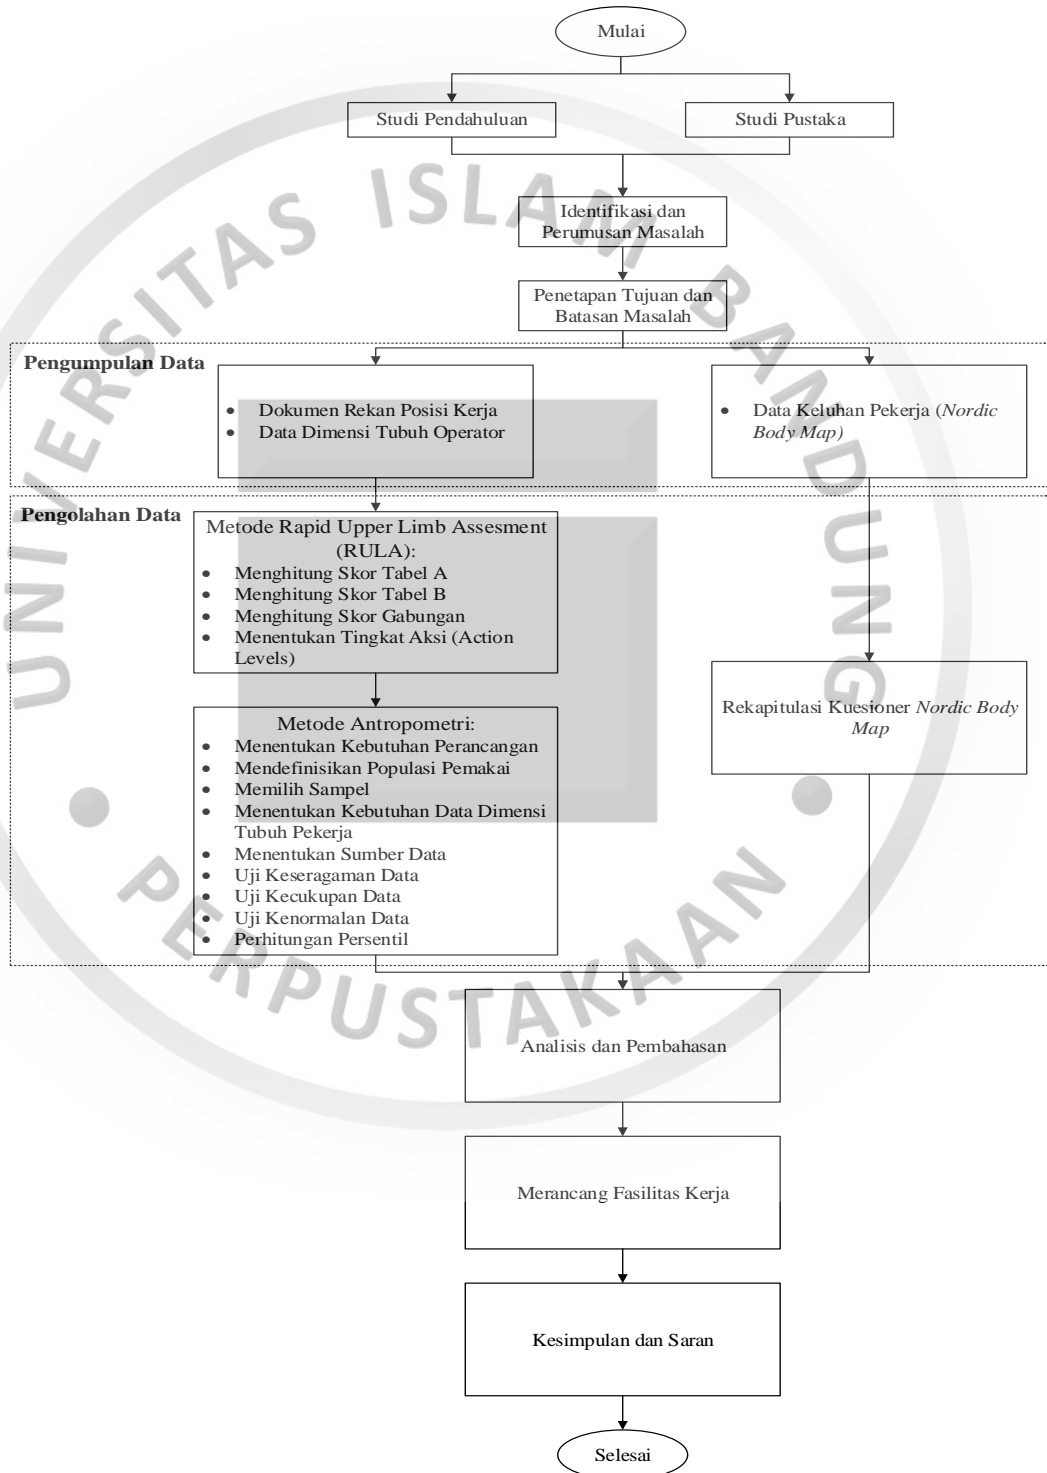 Mulai
Studi Pendahuluan
Studi Pustaka
Identifikasi dan
Perumusan Masalah
Penetapan Tujuan dan
Batasan Masalah
Pengumpulan Data
• Dokumen Rekan Posisi Kerja
• Data Dimensi Tubuh Operator
• Data Keluhan Pekerja (Nordic
Body Map)
Pengolahan Data
Metode Rapid Upper Limb Assesment
(RULA):
• Menghitung Skor Tabel A
• Menghitung Skor Tabel B
• Menghitung Skor Gabungan
• Menentukan Tingkat Aksi (Action
Levels)
Metode Antropometri:
• Menentukan Kebutuhan Perancangan
• Mendefinisikan Populasi Pemakai
• Memilih Sampel
• Menentukan Kebutuhan Data Dimensi
Tubuh Pekerja
• Menentukan Sumber Data
• Uji Keseragaman Data
• Uji Kecukupan Data
• Uji Kenormalan Data
• Perhitungan Persentil
Rekapitulasi Kuesioner Nordic Body
Map
Analisis dan Pembahasan
Merancang Fasilitas Kerja
Kesimpulan dan Saran
Selesai
UNIVERSITAS ISLAM BANDUNG
PERPUSTAKAAN